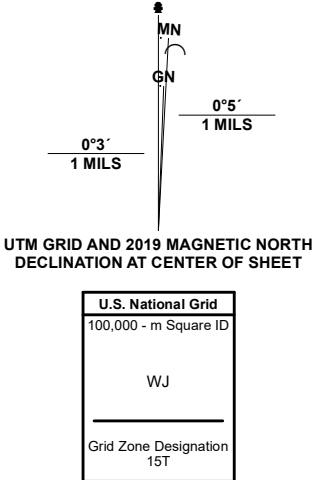 MN
GN
0°5´
1 MILS
0°3´
1 MILS
UTM GRID AND 2019 MAGNETIC NORTH
DECLINATION AT CENTER OF SHEET
U.S. National Grid
100,000 - m Square ID
WJ
Grid Zone Designation
15T